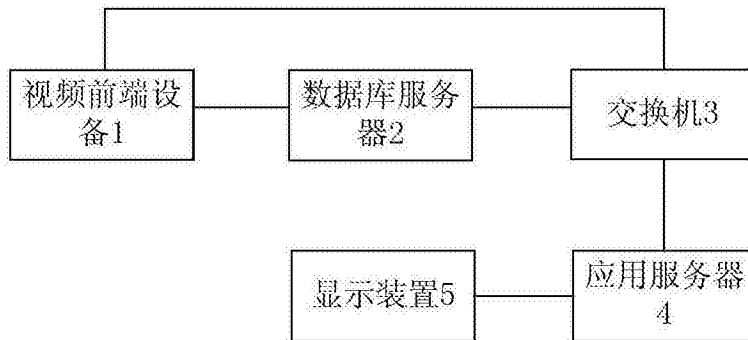 视频前端设
备1
数据库服务
器2
交换机3
显示装置5
应用服务器
4